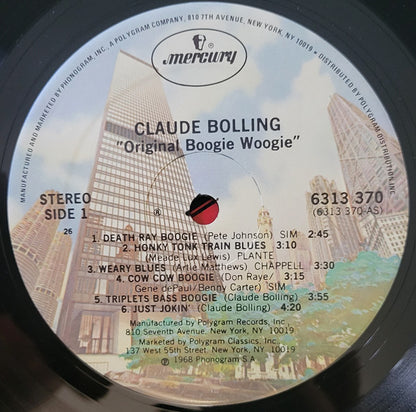 MANUFACTURED AND MARKETED BY PHONOGRAM, INC., A POLYGRAM COMPANY, 810 7TH AVENUE, NEW YORK, NY 10019 • DISTRIBUTED BY POLYGRAM DISTRIBUTION, INC.
mercury
®
CLAUDE BOLLING
"Original Boogie Woogie"
STEREO
SIDE 1
6313 370
(6313 370-AS)
26
1. DEATH RAY BOOGIE (Pete Johnson) SIM 2:45
2. HONKY TONK TRAIN BLUES 3:10
(Meade Lux Lewis) PLANTE
3. WEARY BLUES (Artie Matthews) CHAPPELL 3:30
4. COW COW BOOGIE (Don Raye/ 3:15
Gene dePaul/Benny Carter) SIM
5. TRIPLETS BASS BOOGIE (Claude Bolling) 3:55
6. JUST JOKIN' (Claude Bolling) 4:20
Manufactured by Polygram Records, Inc.
810 Seventh Avenue, New York, NY 10019
Marketed by Polygram Classics, Inc.
137 West 55th Street, New York, NY 10019
℗ 1968 Phonogram S.A.